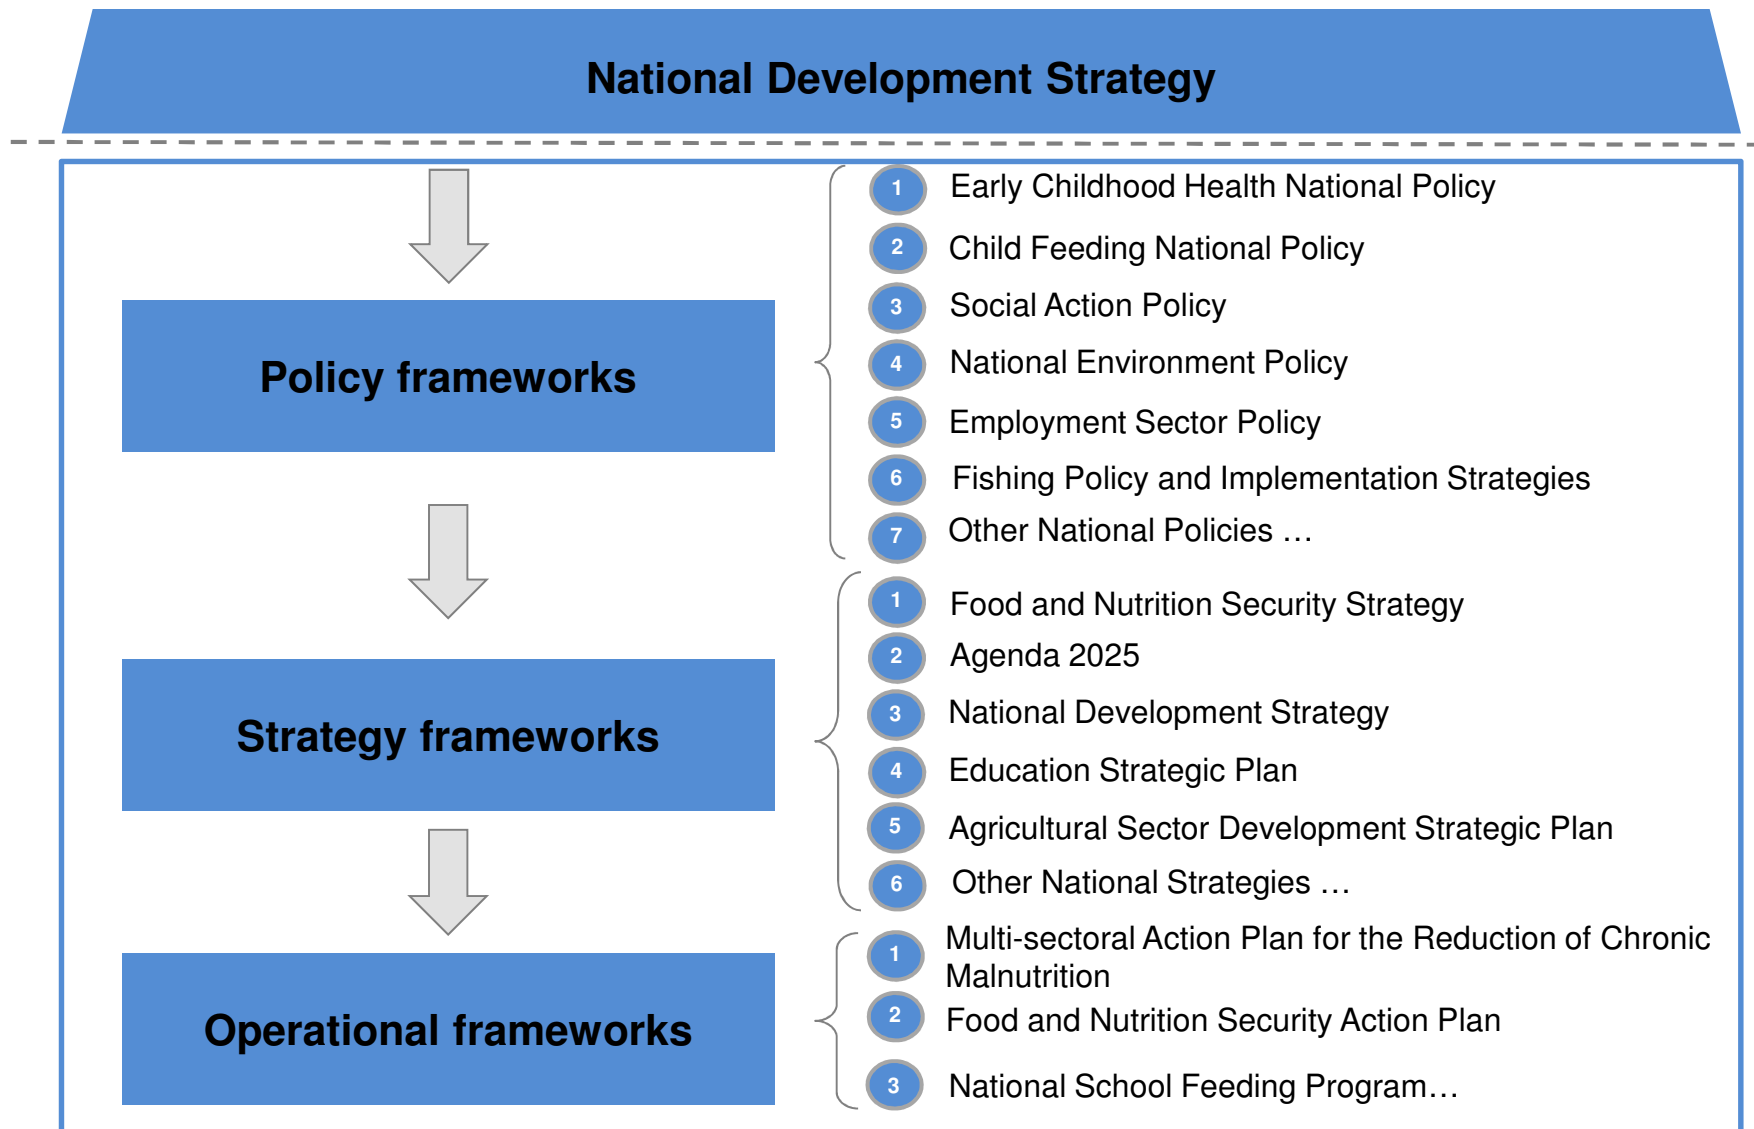 National Development Strategy
Policy frameworks
1 Early Childhood Health National Policy
2 Child Feeding National Policy
3 Social Action Policy
4 National Environment Policy
5 Employment Sector Policy
6 Fishing Policy and Implementation Strategies
7 Other National Policies …
Strategy frameworks
1 Food and Nutrition Security Strategy
2 Agenda 2025
3 National Development Strategy
4 Education Strategic Plan
5 Agricultural Sector Development Strategic Plan
6 Other National Strategies …
Operational frameworks
1 Multi-sectoral Action Plan for the Reduction of Chronic
Malnutrition
2 Food and Nutrition Security Action Plan
3 National School Feeding Program…